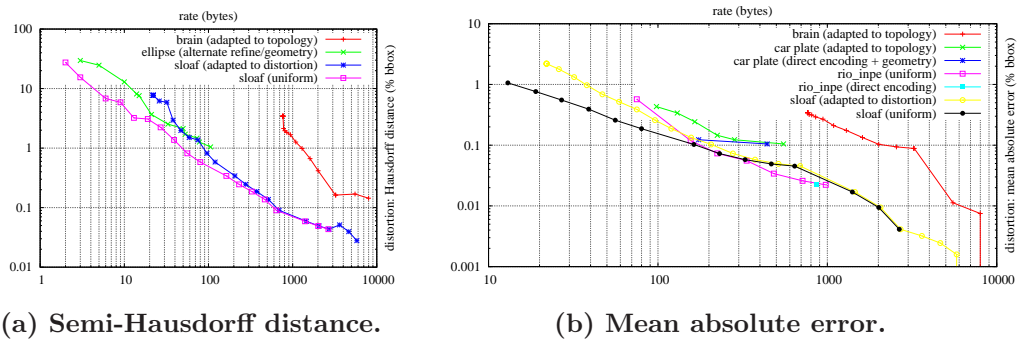 rate (bytes)
100
10
1
0.1
0.01
1
10
100
1000
10000
brain (adapted to topology)
ellipse (alternate refine/geometry)
sloaf (adapted to distortion)
sloaf (uniform)
distortion: Hausdorff distance (% bbox)
(a) Semi-Hausdorff distance.
rate (bytes)
10
1
0.1
0.01
0.001
10
100
1000
10000
brain (adapted to topology)
car plate (adapted to topology)
car plate (direct encoding + geometry)
rio_inpe (uniform)
rio_inpe (direct encoding)
sloaf (adapted to distortion)
sloaf (uniform)
distortion: mean absolute error (% bbox)
(b) Mean absolute error.